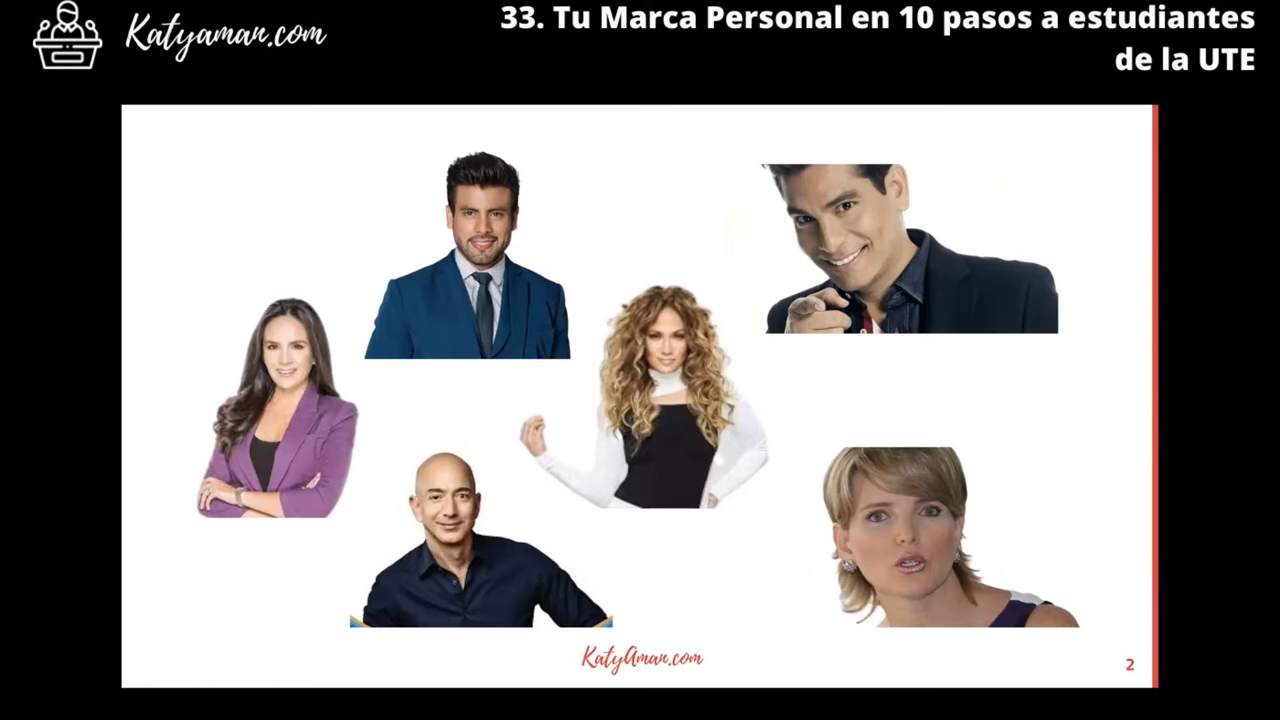 Katyaman.com
33. Tu Marca Personal en 10 pasos a estudiantes
de la UTE
KatyAman.com
2